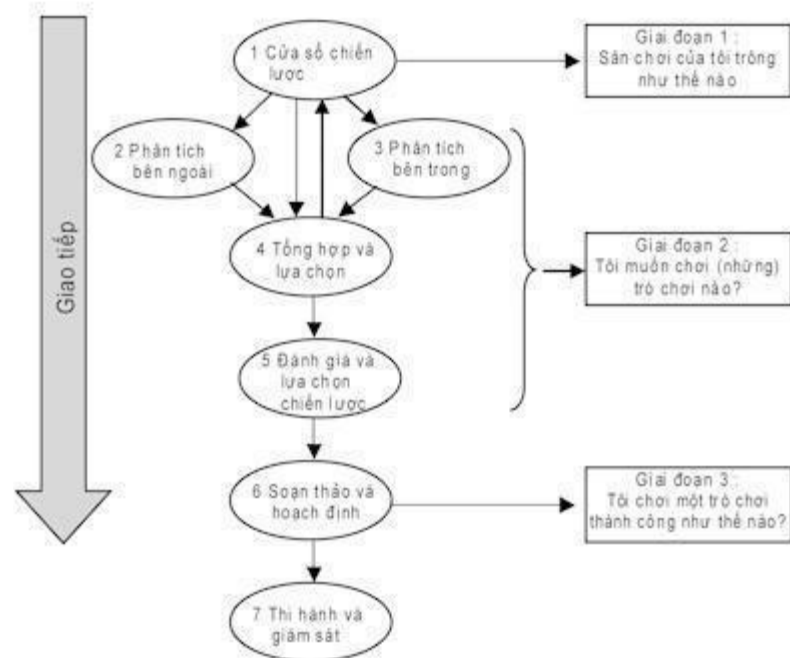 1 Cửa sổ chiến
lược
Giai đoạn 1 :
Sân chơi của tôi trông
như thế nào
2 Phân tích
bên ngoài
3 Phân tích
bên trong
4 Tổng hợp và
lựa chọn
Giai đoạn 2 :
Tôi muốn chơi (những)
trò chơi nào?
Giao tiếp
5 Đánh giá và
lựa chọn
chiến lược
6 Soạn thảo và
hoạch định
Giai đoạn 3 :
Tôi chơi một trò chơi
thành công như thế nào?
7 Thi hành và
giám sát